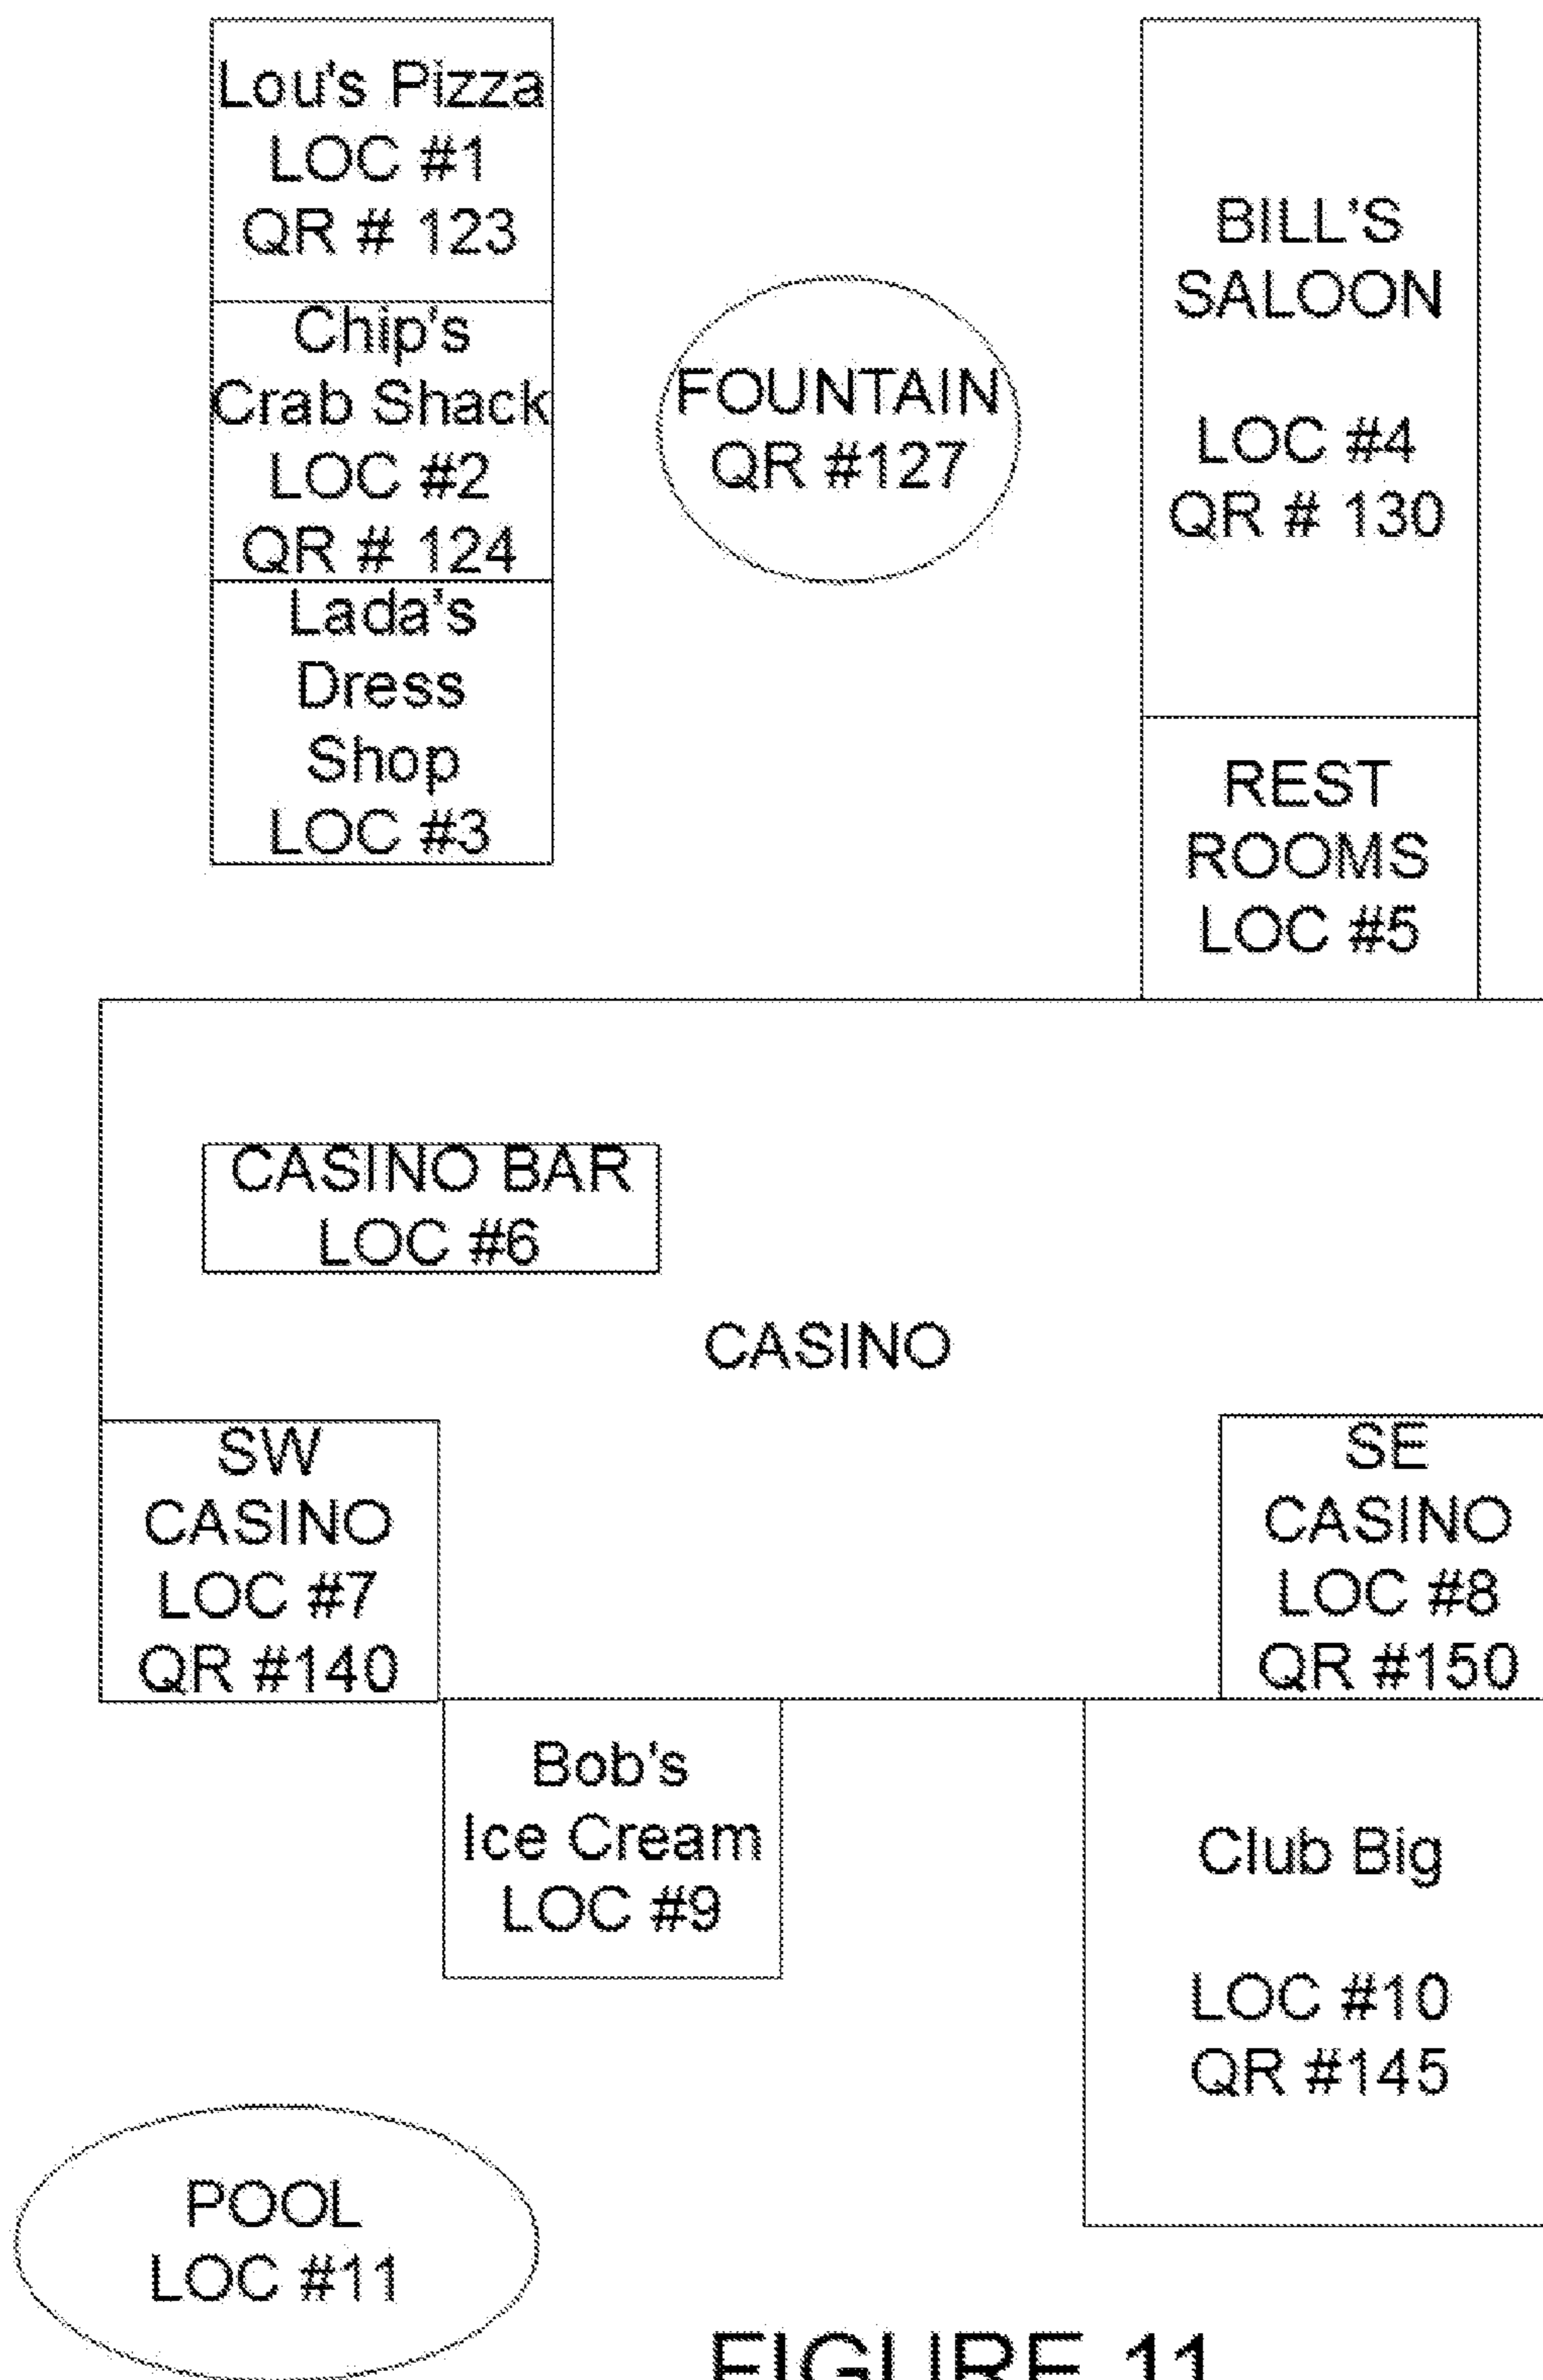 Lou's Pizza
LOC #1
QR # 123
Chip's
Crab Shack
LOC #2
QR # 124
Lada's
Dress
Shop
LOC #3
FOUNTAIN
QR #127
BILL'S
SALOON
LOC #4
QR # 130
REST
ROOMS
LOC #5
CASINO BAR
LOC #6
CASINO
SW
CASINO
LOC #7
QR #140
SE
CASINO
LOC #8
QR #150
Bob's
Ice Cream
LOC #9
Club Big
LOC #10
QR #145
POOL
LOC #11
FIGURE 11